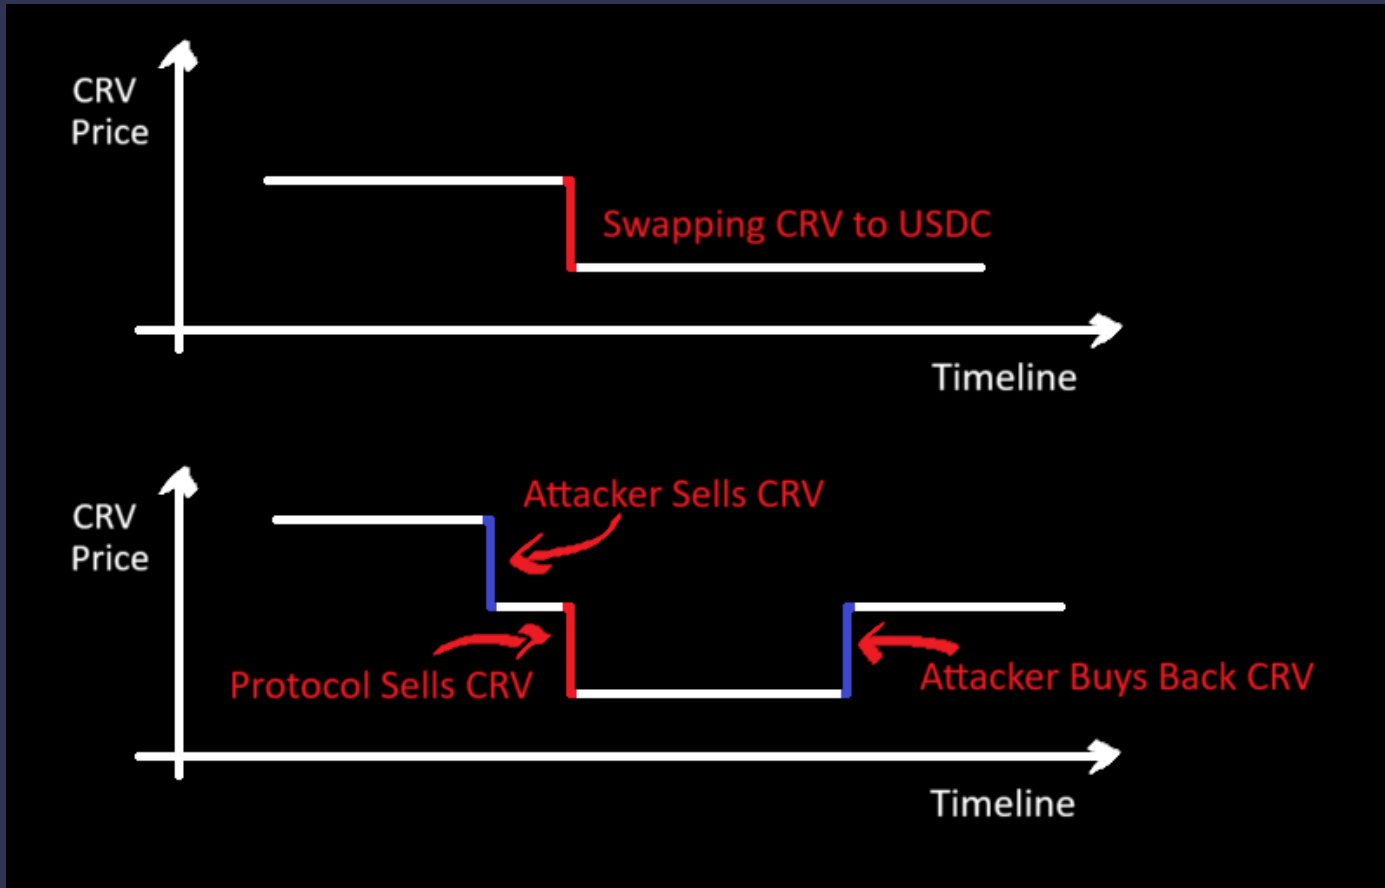 CRV
Price
Swapping CRV to USDC
Timeline
Attacker Sells CRV
CRV
Price
Protocol Sells CRV
Attacker Buys Back CRV
Timeline